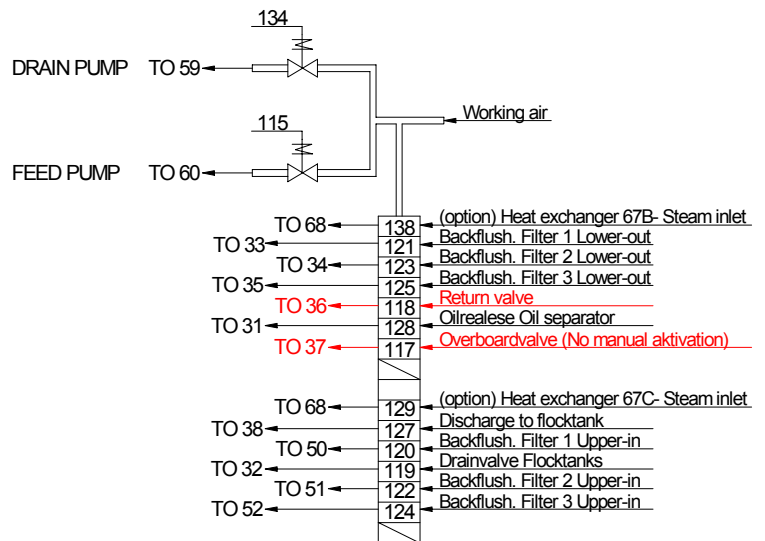 134
DRAIN PUMP TO 59
Working air
115
FEED PUMP TO 60
TO 68 138 (option) Heat exchanger 67B- Steam inlet
TO 33 121 Backflush. Filter 1 Lower-out
TO 34 123 Backflush. Filter 2 Lower-out
TO 35 125 Backflush. Filter 3 Lower-out
TO 36 118 Return valve
TO 31 128 Oilrealese Oil separator
TO 37 117 Overboardvalve (No manual aktivation)
TO 68 129 (option) Heat exchanger 67C- Steam inlet
TO 38 127 Discharge to flocktank
TO 50 120 Backflush. Filter 1 Upper-in
TO 32 119 Drainvalve Flocktanks
TO 51 122 Backflush. Filter 2 Upper-in
TO 52 124 Backflush. Filter 3 Upper-in